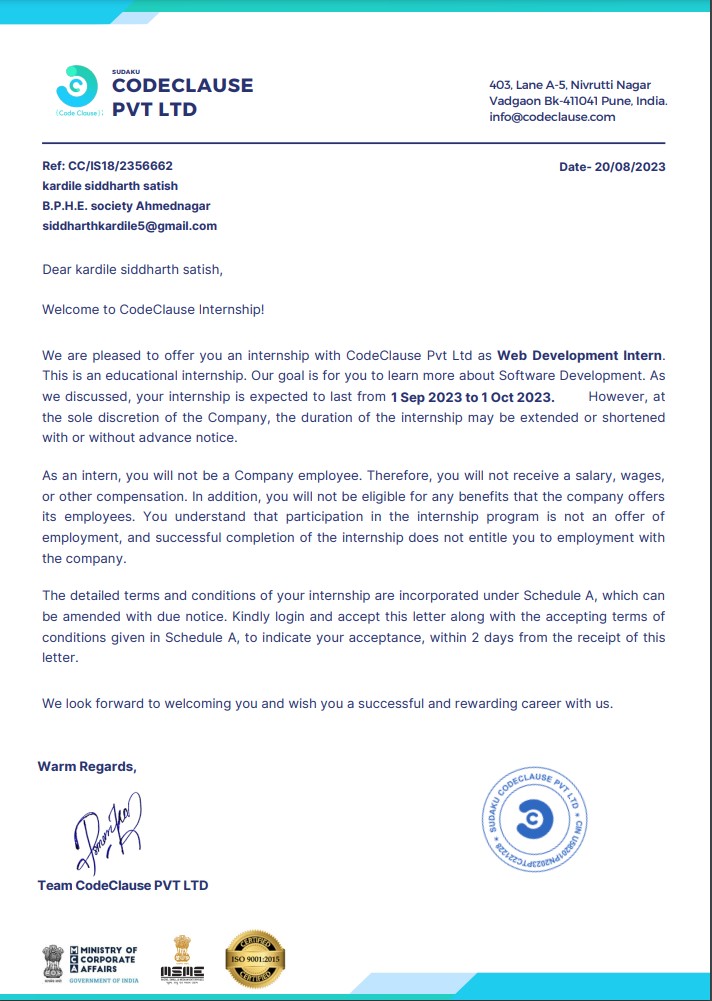 SUDAKU
CODECLAUSE
PVT LTD
{Code Clause};
403, Lane A-5, Nivrutti Nagar
Vadgaon Bk-411041 Pune, India.
info@codeclause.com
Ref: CC/IS18/2356662
Date- 20/08/2023
kardile siddharth satish
B.P.H.E. society Ahmednagar
siddharthkardile5@gmail.com
Dear kardile siddharth satish,
Welcome to CodeClause Internship!
We are pleased to offer you an internship with CodeClause Pvt Ltd as Web Development Intern.
This is an educational internship. Our goal is for you to learn more about Software Development. As
we discussed, your internship is expected to last from 1 Sep 2023 to 1 Oct 2023. However, at
the sole discretion of the Company, the duration of the internship may be extended or shortened
with or without advance notice.
As an intern, you will not be a Company employee. Therefore, you will not receive a salary, wages,
or other compensation. In addition, you will not be eligible for any benefits that the company offers
its employees. You understand that participation in the internship program is not an offer of
employment, and successful completion of the internship does not entitle you to employment with
the company.
The detailed terms and conditions of your internship are incorporated under Schedule A, which can
be amended with due notice. Kindly login and accept this letter along with the accepting terms of
conditions given in Schedule A, to indicate your acceptance, within 2 days from the receipt of this
letter.
We look forward to welcoming you and wish you a successful and rewarding career with us.
Warm Regards,
Team CodeClause PVT LTD
SUDAKU CODECLAUSE PVT LTD ★ CIN U58201PN2022PTC221228 ★
MCA
MINISTRY OF
CORPORATE
AFFAIRS
GOVERNMENT OF INDIA
MSME
CERTIFIED
ISO 9001:2015
CERTIFIED